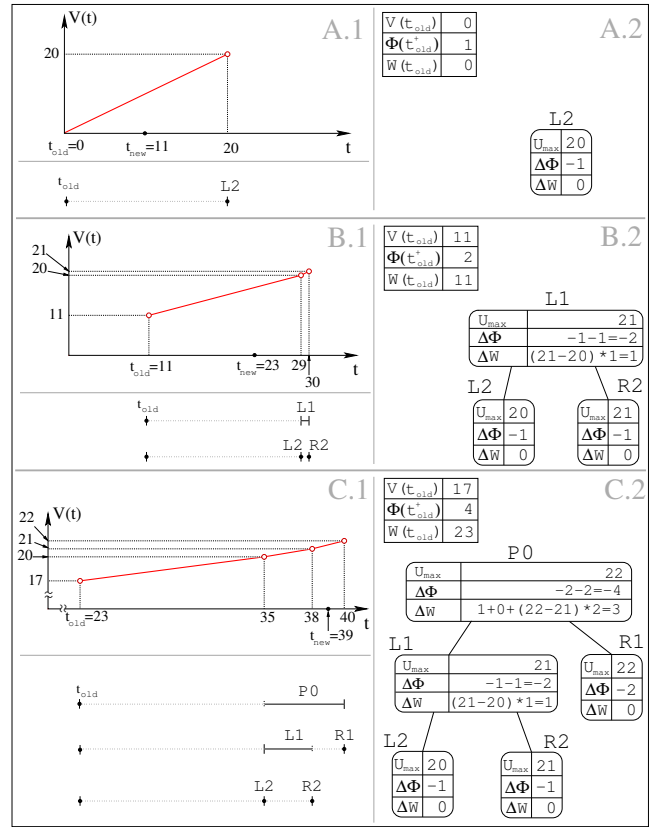 V(t)
A.1
20
t_old=0
t_new=11
20
t
t_old
L2
A.2
V(t_old) 0
Φ(t⁺_old) 1
W(t_old) 0
L2
U_max 20
ΔΦ −1
ΔW 0
V(t)
B.1
21
20
11
t_old=11
t_new=23
29
30
t
t_old
L1
L2
R2
B.2
V(t_old) 11
Φ(t⁺_old) 2
W(t_old) 11
L1
U_max 21
ΔΦ −1−1=−2
ΔW (21−20)*1=1
L2
R2
U_max 20
ΔΦ −1
ΔW 0
U_max 21
ΔΦ −1
ΔW 0
V(t)
C.1
22
21
20
17
t_old=23
35
38
40
t
t_new=39
t_old
P0
L1
R1
L2
R2
C.2
V(t_old) 17
Φ(t⁺_old) 4
W(t_old) 23
P0
U_max 22
ΔΦ −2−2=−4
ΔW 1+0+(22−21)*2=3
L1
R1
U_max 21
ΔΦ −1−1=−2
ΔW (21−20)*1=1
U_max 22
ΔΦ −2
ΔW 0
L2
R2
U_max 20
ΔΦ −1
ΔW 0
U_max 21
ΔΦ −1
ΔW 0